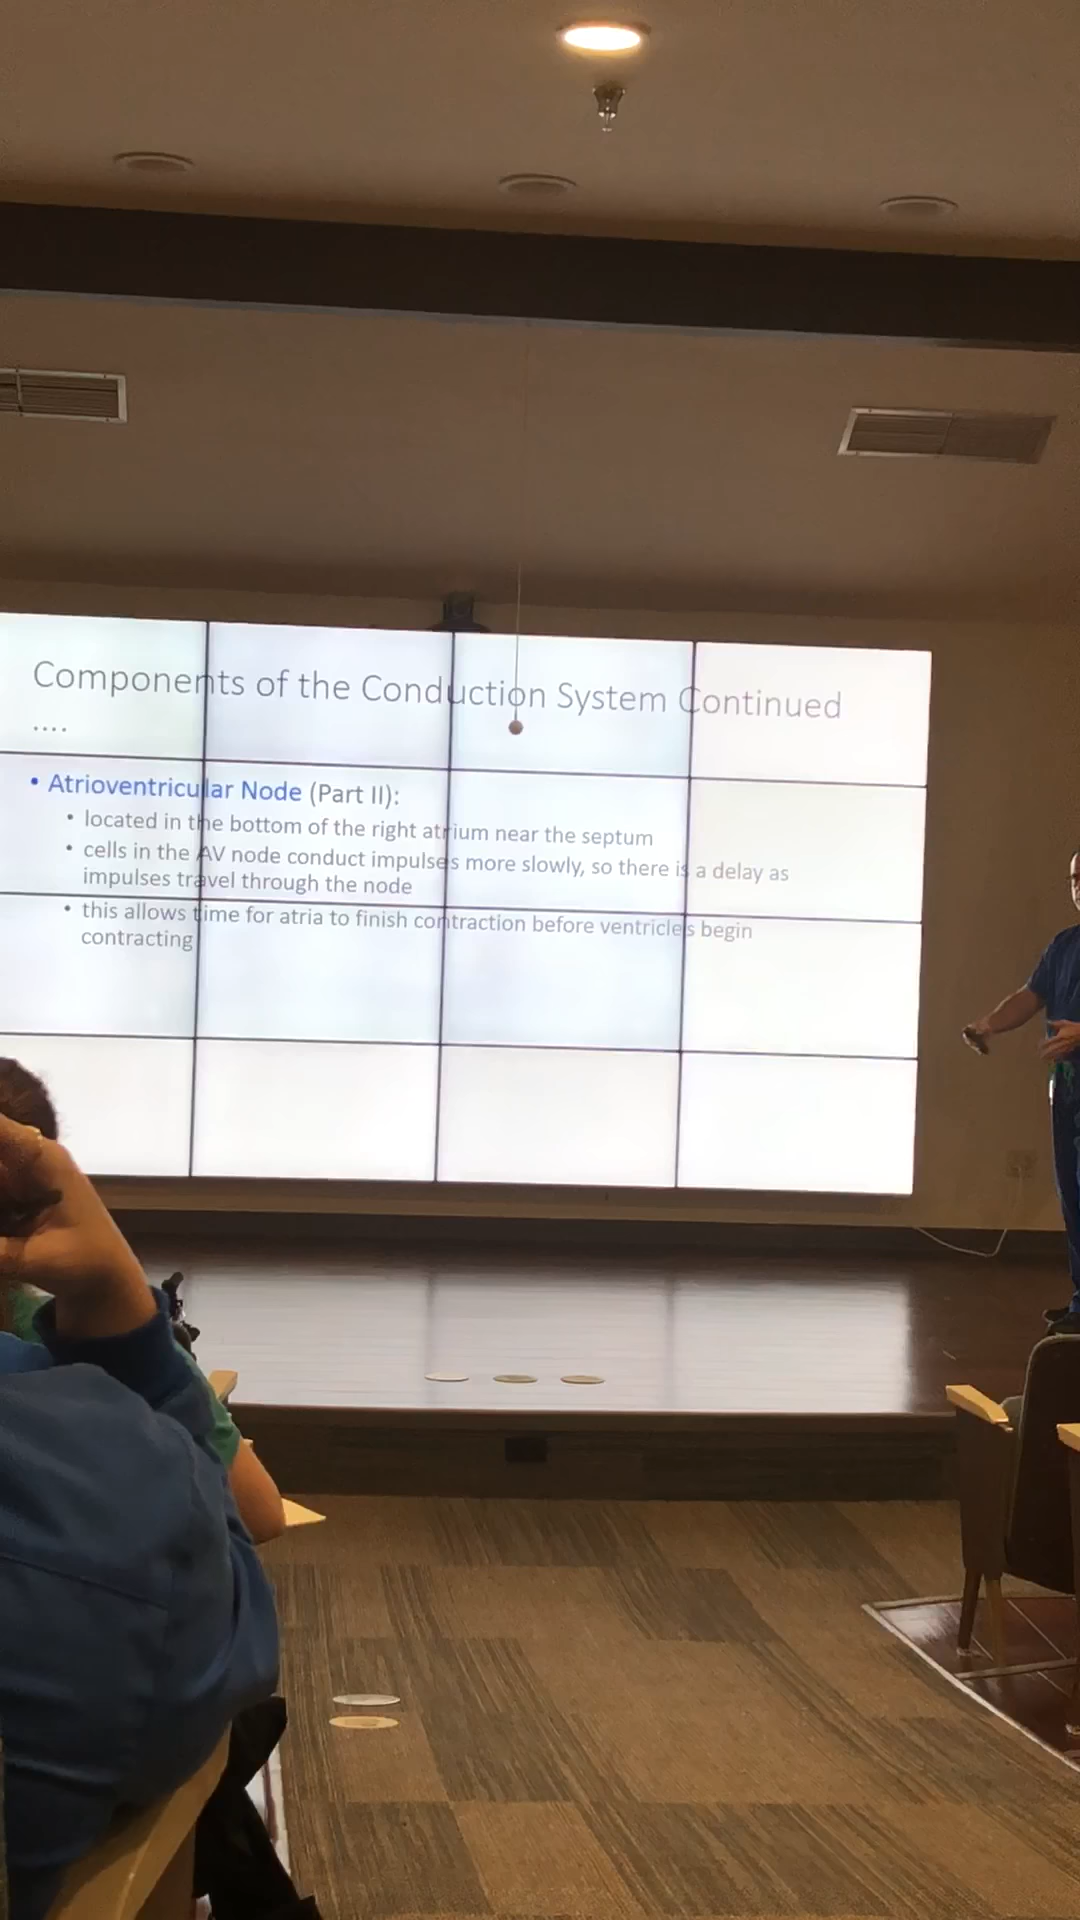 Components of the Conduction System Continued
....
• Atrioventricular Node (Part II):
• located in the bottom of the right atrium near the septum
• cells in the AV node conduct impulses more slowly, so there is a delay as
impulses travel through the node
• this allows time for atria to finish contraction before ventricles begin
contracting